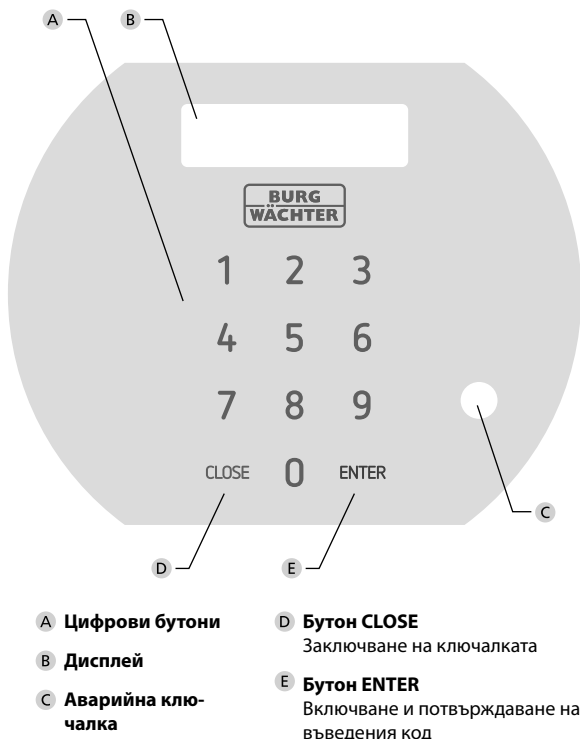 A B
BURG
WÄCHTER
1 2 3
4 5 6
7 8 9
CLOSE 0 ENTER
C
D E
A Цифрови бутони
B Дисплей
C Аварийна клю-
чалка
D Бутон CLOSE
Заключване на ключалката
E Бутон ENTER
Включване и потвърждаване на
въведения код